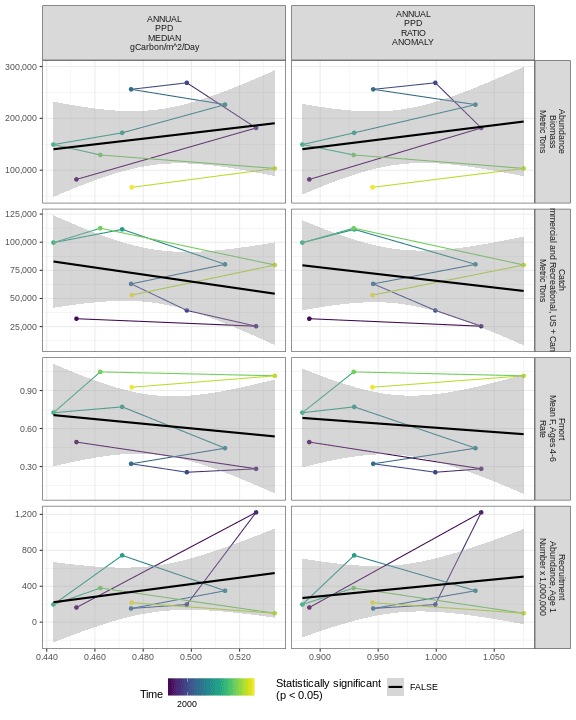 ANNUAL
PPD
MEDIAN
gCarbon/m^2/Day
ANNUAL
PPD
RATIO
ANOMALY
300,000
200,000
100,000
Abundance
Biomass
Metric Tons
125,000
100,000
75,000
50,000
25,000
Catch
and Recreational, US +
Metric Tons
0.90
0.60
0.30
Fmort
Mean F, Ages 4-6
Rate
1,200
800
400
0
Recruitment
Abundance, Age 1
Number x 1,000,000
0.440 0.460 0.480 0.500 0.520
0.900 0.950 1.000 1.050
Time
2000
Statistically significant
(p < 0.05)
FALSE